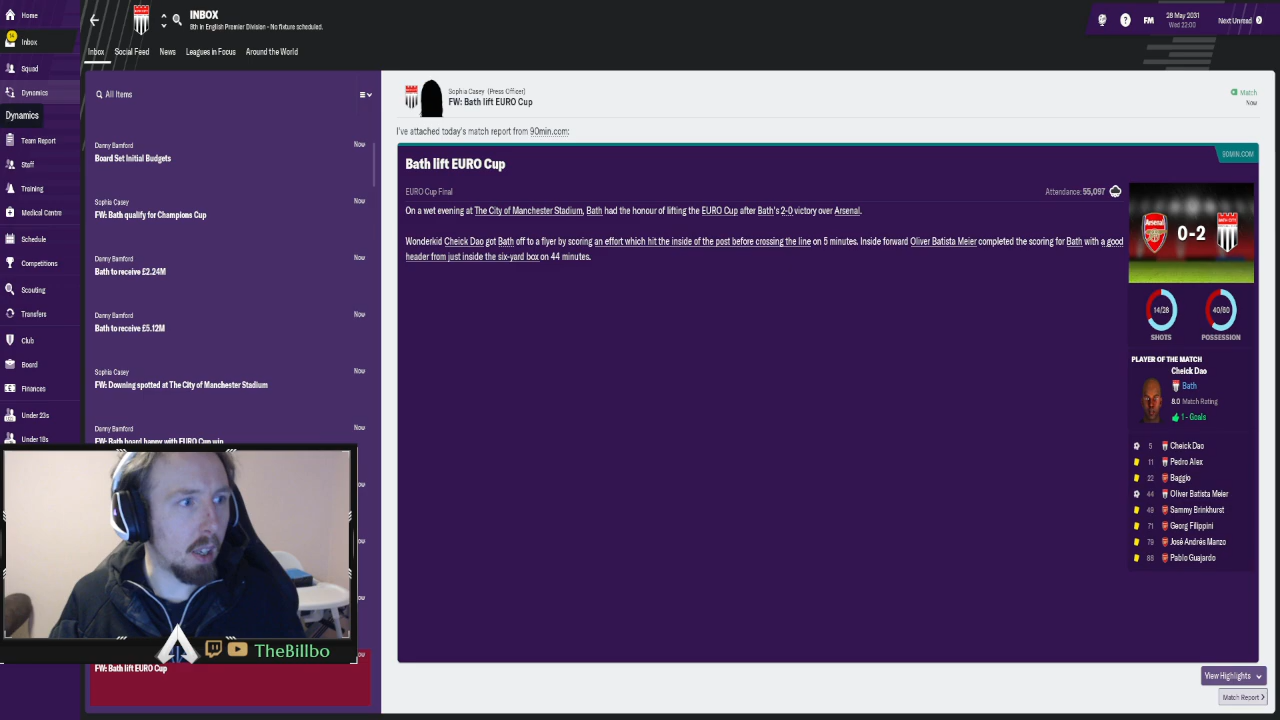 Home
14
Inbox
Squad
Dynamics
Dynamics
Team Report
Staff
Training
Medical Centre
Schedule
Competitions
Scouting
Transfers
Club
Board
Finances
Under 23s
Under 18s
INBOX
8th in English Premier Division - No fixture scheduled.
FM
28 May 2031
Wed 22:00
Next Unread
Inbox
Social Feed
News
Leagues in Focus
Around the World
All Items
Danny Bamford
Now
Board Set Initial Budgets
Sophia Casey
Now
FW: Bath qualify for Champions Cup
Danny Bamford
Now
Bath to receive £2.24M
Danny Bamford
Now
Bath to receive £5.12M
Sophia Casey
Now
FW: Downing spotted at The City of Manchester Stadium
Danny Bamford
Now
FW: Bath board happy with EURO Cup win
FW: Bath lift EURO Cup
TheBillbo
Sophia Casey (Press Officer)
FW: Bath lift EURO Cup
Match
Now
I've attached today's match report from 90min.com:
Bath lift EURO Cup
90MIN.COM
EURO Cup Final
Attendance: 55,097
On a wet evening at The City of Manchester Stadium, Bath had the honour of lifting the EURO Cup after Bath's 2-0 victory over Arsenal.
Wonderkid Cheick Dao got Bath off to a flyer by scoring an effort which hit the inside of the post before crossing the line on 5 minutes. Inside forward Oliver Batista Meier completed the scoring for Bath with a good
header from just inside the six-yard box on 44 minutes.
Arsenal
0-2
14/28
40/60
SHOTS
POSSESSION
PLAYER OF THE MATCH
Cheick Dao
Bath
8.0 Match Rating
1 - Goals
5 Cheick Dao
11 Pedro Alex
22 Baggio
44 Oliver Batista Meier
49 Sammy Brinkhurst
71 Georg Filippini
79 José Andrés Manzo
86 Pablo Guajardo
View Highlights
Match Report